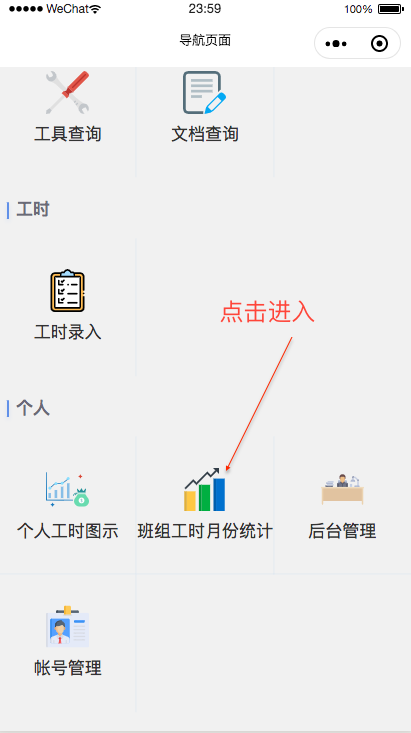 WeChat 23:59 100%
导航页面
工具查询 文档查询
工时
点击进入
工时录入
个人
个人工时图示 班组工时月份统计 后台管理
帐号管理